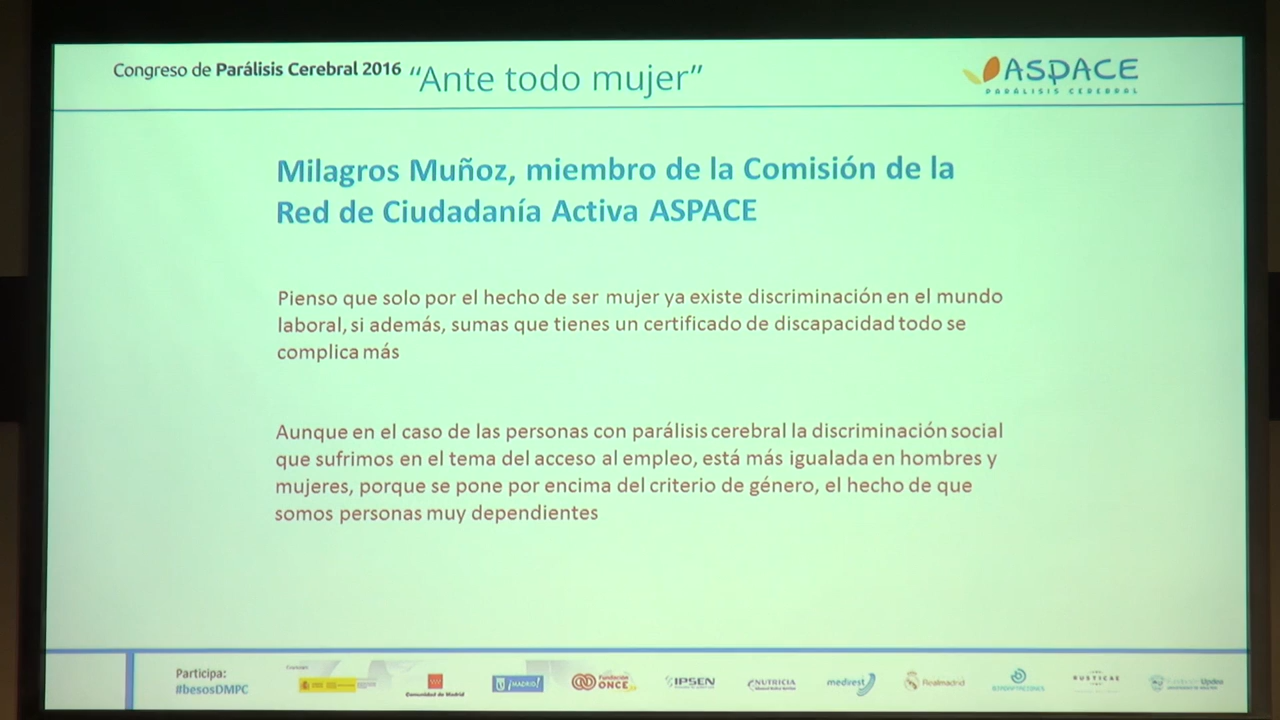 Congreso de Parálisis Cerebral 2016 “Ante todo mujer”
ASPACE
PARÁLISIS CEREBRAL
Milagros Muñoz, miembro de la Comisión de la
Red de Ciudadanía Activa ASPACE
Pienso que solo por el hecho de ser mujer ya existe discriminación en el mundo
laboral, si además, sumas que tienes un certificado de discapacidad todo se
complica más
Aunque en el caso de las personas con parálisis cerebral la discriminación social
que sufrimos en el tema del acceso al empleo, está más igualada en hombres y
mujeres, porque se pone por encima del criterio de género, el hecho de que
somos personas muy dependientes
Participa:
#besosDMPC
Comunidad de Madrid
¡MADRID!
Fundación
ONCE
IPSEN
NUTRICIA
medirest
Realmadrid
RUSTICAE